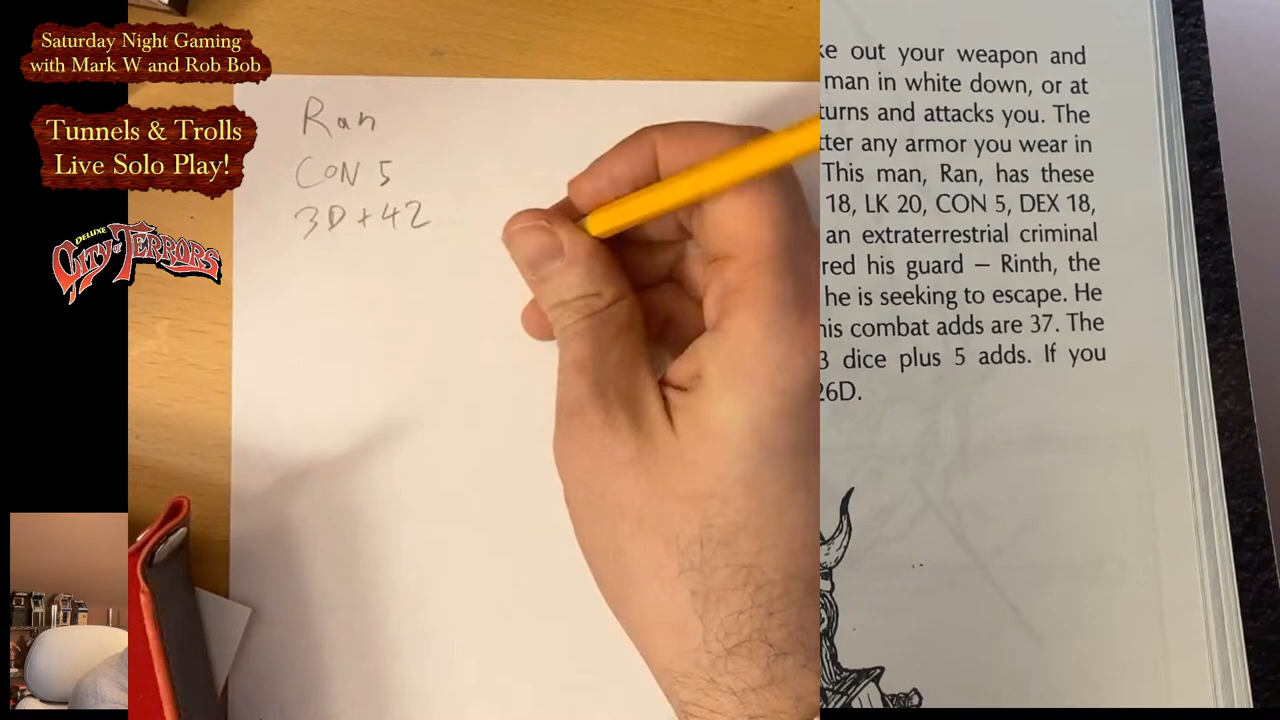 Saturday Night Gaming
with Mark W and Rob Bob
Tunnels & Trolls
Live Solo Play!
DELUXE
CITY OF TERRORS
Ran
CON 5
3D+42
out your weapon and
man in white down, or at
turns and attacks you. The
any armor you wear in
This man, Ran, has these
18, LK 20, CON 5, DEX 18,
an extraterrestrial criminal
his guard – Rinth, the
he is seeking to escape. He
his combat adds are 37. The
3 dice plus 5 adds. If you
26D.